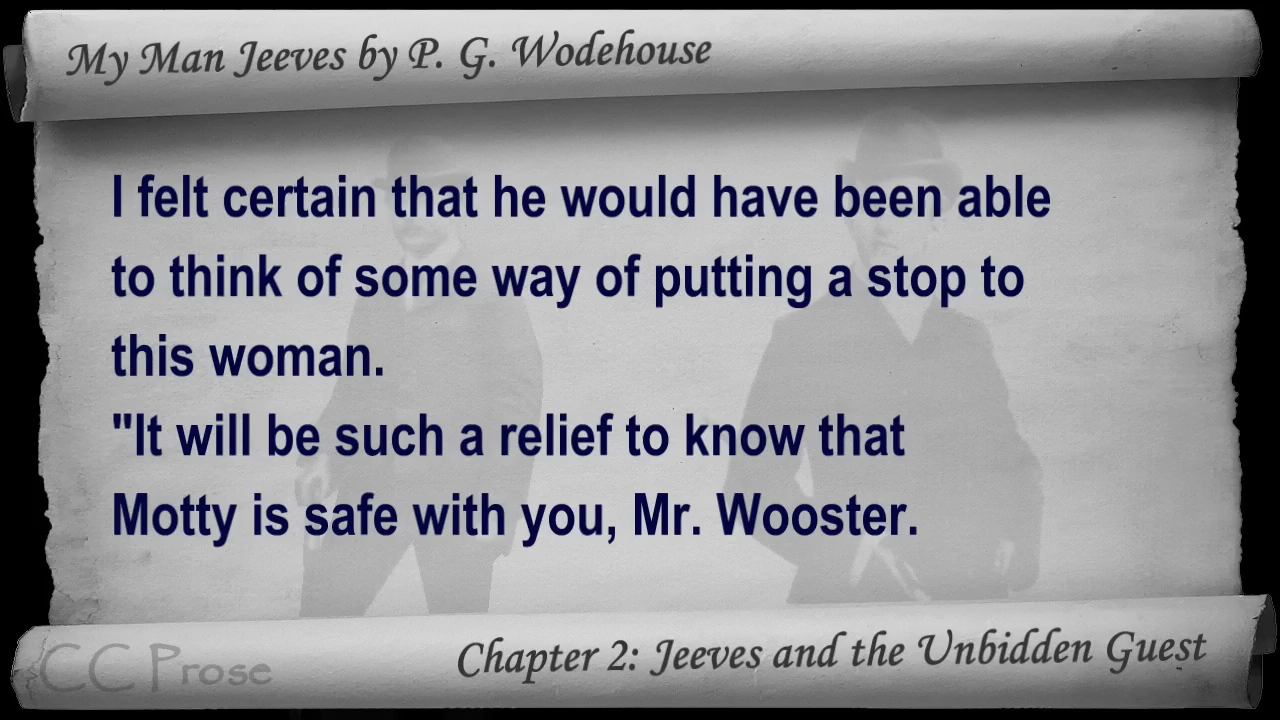 My Man Jeeves by P. G. Wodehouse
I felt certain that he would have been able
to think of some way of putting a stop to
this woman.
"It will be such a relief to know that
Motty is safe with you, Mr. Wooster.
CC Prose
Chapter 2: Jeeves and the Unbidden Guest